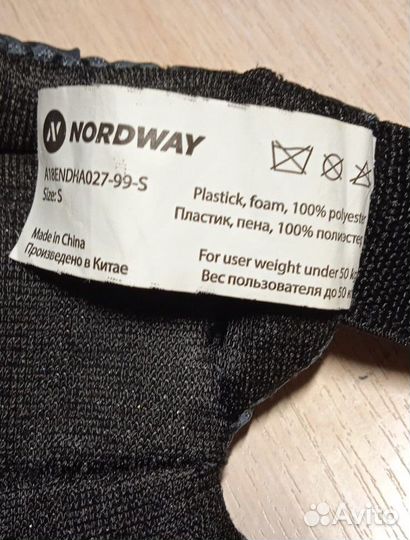 NORDWAY
A18ENDHA027-99-S
Size: S
Plastick, foam, 100% polyester
Пластик, пена, 100% полиэстер
Made in China
Произведено в Китае
For user weight under 50
Вес пользователя до 50
Avito